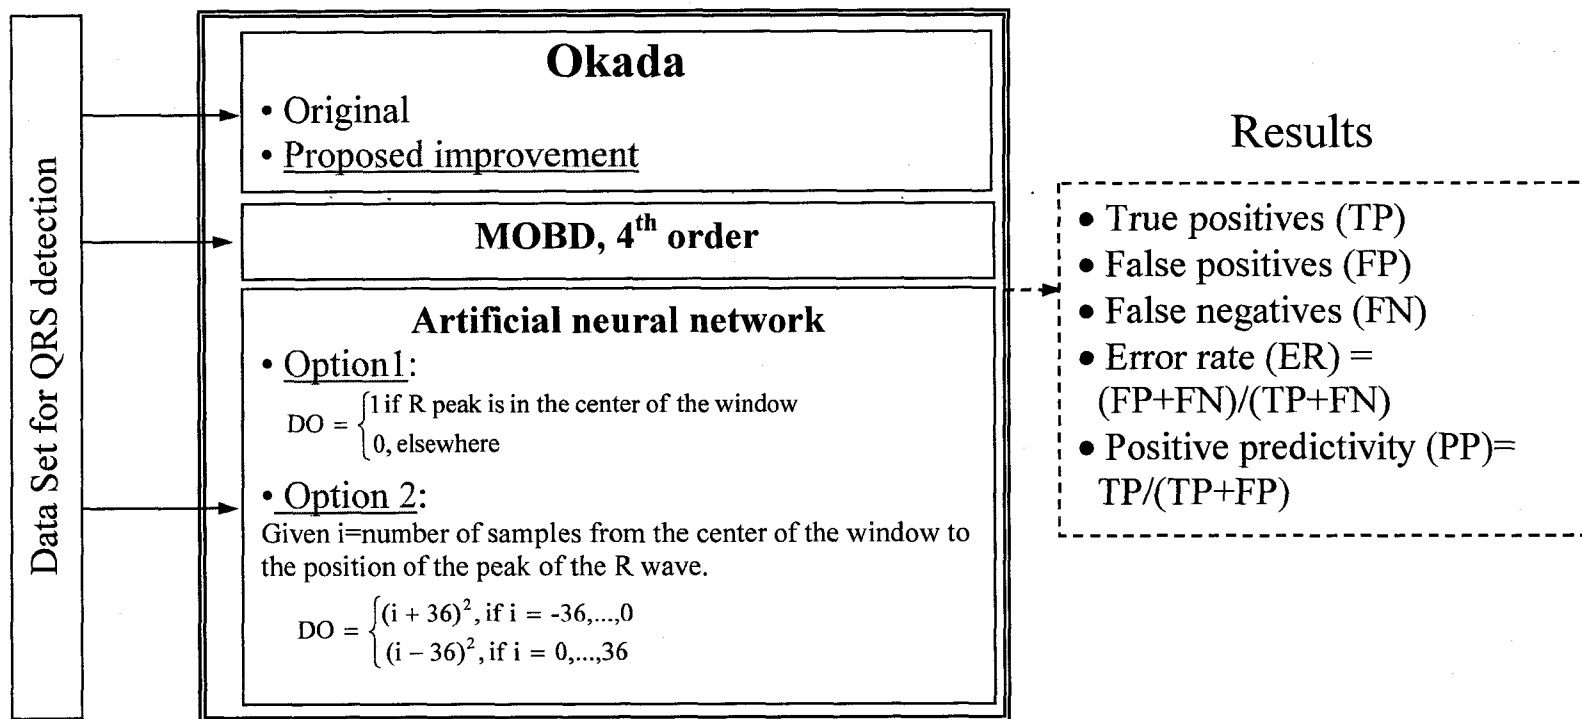 Data Set for QRS detection
Okada
• Original
• Proposed improvement
MOBD, 4th order
Artificial neural network
• Option1:
DO = {1 if R peak is in the center of the window
0, elsewhere
• Option 2:
Given i=number of samples from the center of the window to
the position of the peak of the R wave.
DO = {(i + 36)², if i = -36,...,0
(i − 36)², if i = 0,...,36
Results
• True positives (TP)
• False positives (FP)
• False negatives (FN)
• Error rate (ER) =
(FP+FN)/(TP+FN)
• Positive predictivity (PP)=
TP/(TP+FP)